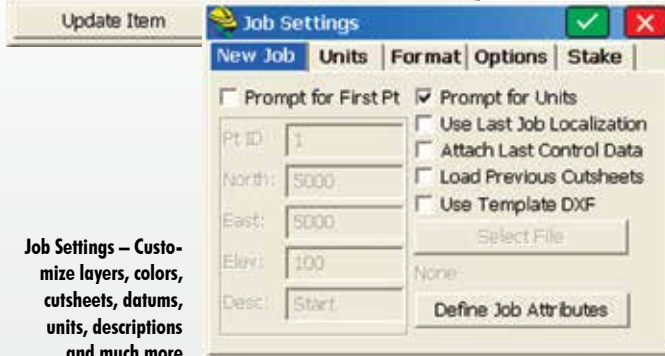 Update Item
Job Settings
New Job Units Format Options Stake
Prompt for First Pt
Pt ID 1
North: 5000
East: 5000
Elev: 100
Desc: Start
Prompt for Units
Use Last Job Localization
Attach Last Control Data
Load Previous Cutsheets
Use Template DXF
Select File
None
Define Job Attributes
Job Settings – Custo-
mize layers, colors,
cutsheets, datums,
units, descriptions
and much more